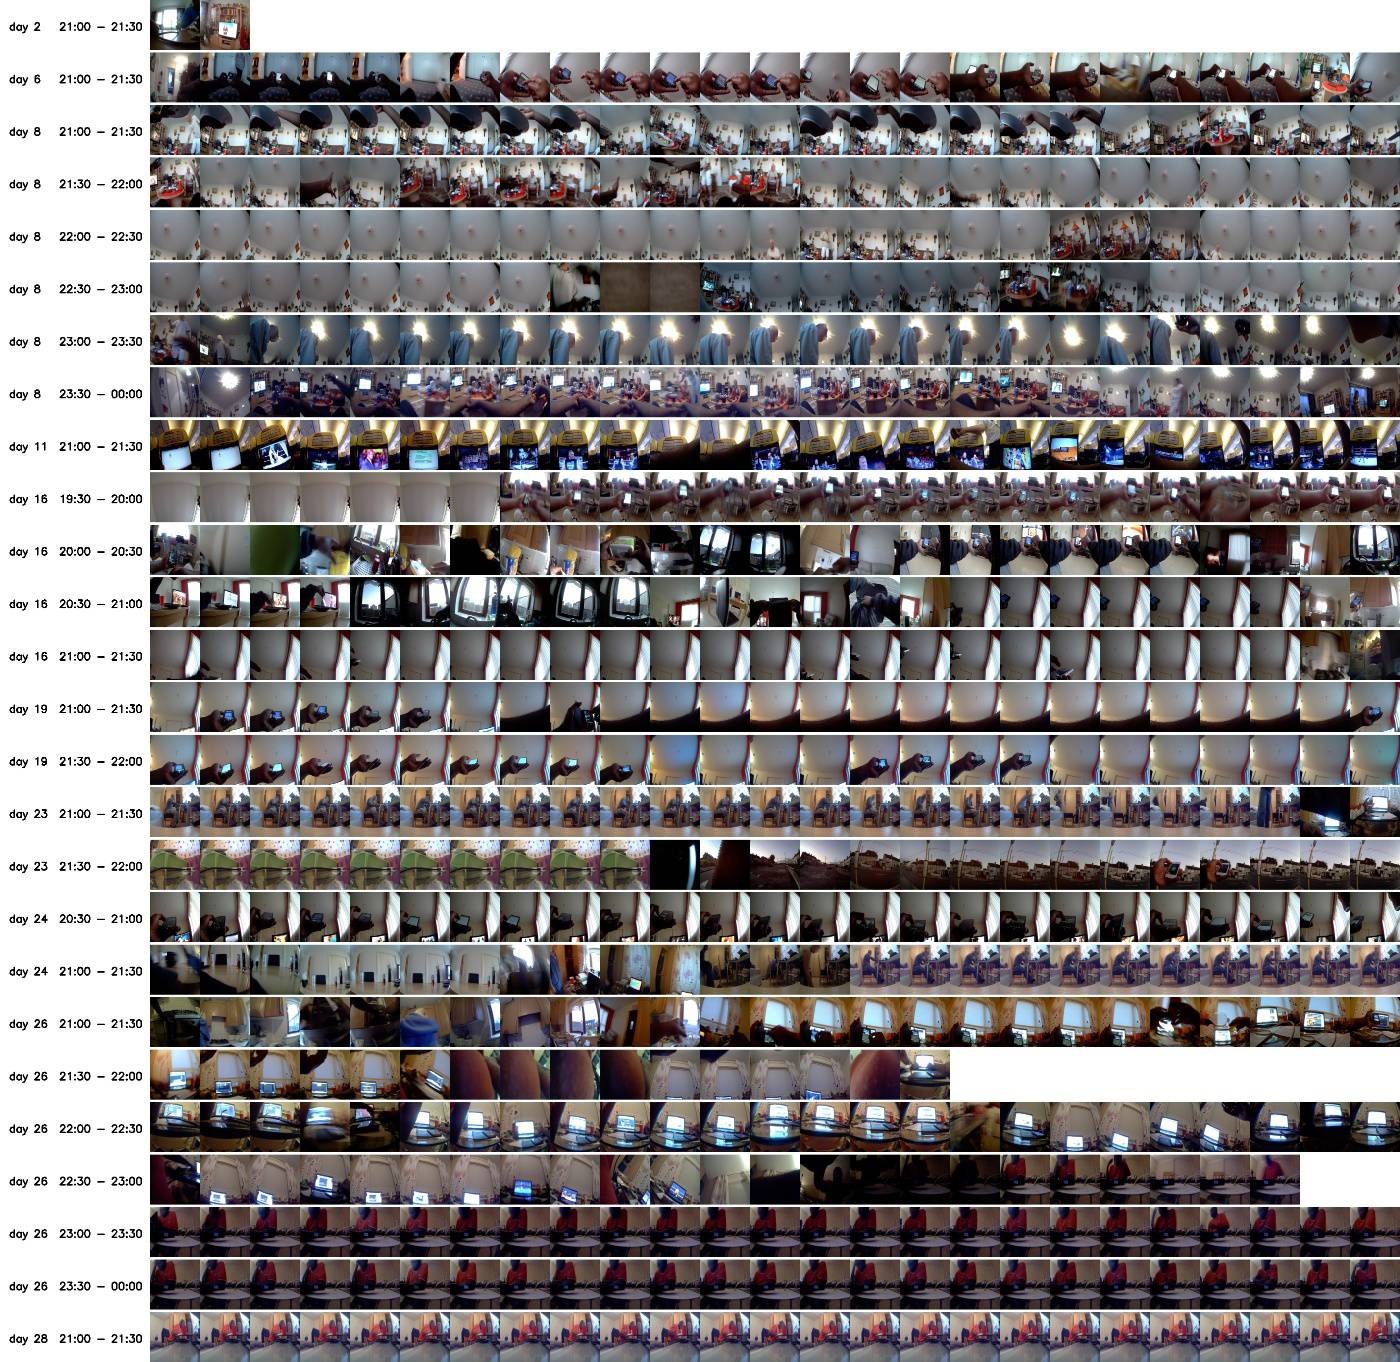 day 2 21:00 – 21:30
day 6 21:00 – 21:30
day 8 21:00 – 21:30
day 8 21:30 – 22:00
day 8 22:00 – 22:30
day 8 22:30 – 23:00
day 8 23:00 – 23:30
day 8 23:30 – 00:00
day 11 21:00 – 21:30
day 16 19:30 – 20:00
day 16 20:00 – 20:30
day 16 20:30 – 21:00
day 16 21:00 – 21:30
day 19 21:00 – 21:30
day 19 21:30 – 22:00
day 23 21:00 – 21:30
day 23 21:30 – 22:00
day 24 20:30 – 21:00
day 24 21:00 – 21:30
day 26 21:00 – 21:30
day 26 21:30 – 22:00
day 26 22:00 – 22:30
day 26 22:30 – 23:00
day 26 23:00 – 23:30
day 26 23:30 – 00:00
day 28 21:00 – 21:30